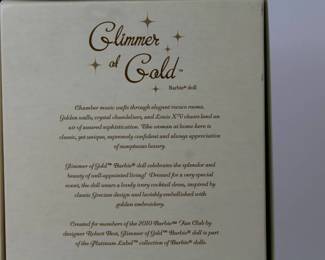 Glimmer
of Gold™
Barbie® doll
Chamber music wafts through elegant rococo rooms.
Golden walls, crystal chandeliers, and Louis XV chairs lend an
air of assured sophistication. The woman at home here is
classic, yet unique, supremely confident and always appreciative
of sumptuous luxury.
Glimmer of Gold™ Barbie® doll celebrates the splendor and
beauty of well-appointed living! Dressed for a very special
event, the doll wears a lovely ivory cocktail dress, inspired by
classic Grecian design and lavishly embellished with
golden embroidery.
Created for members of the 2010 Barbie™ Fan Club by
designer Robert Best, Glimmer of Gold™ Barbie® doll is part
of the Platinum Label™ collection of Barbie® dolls.